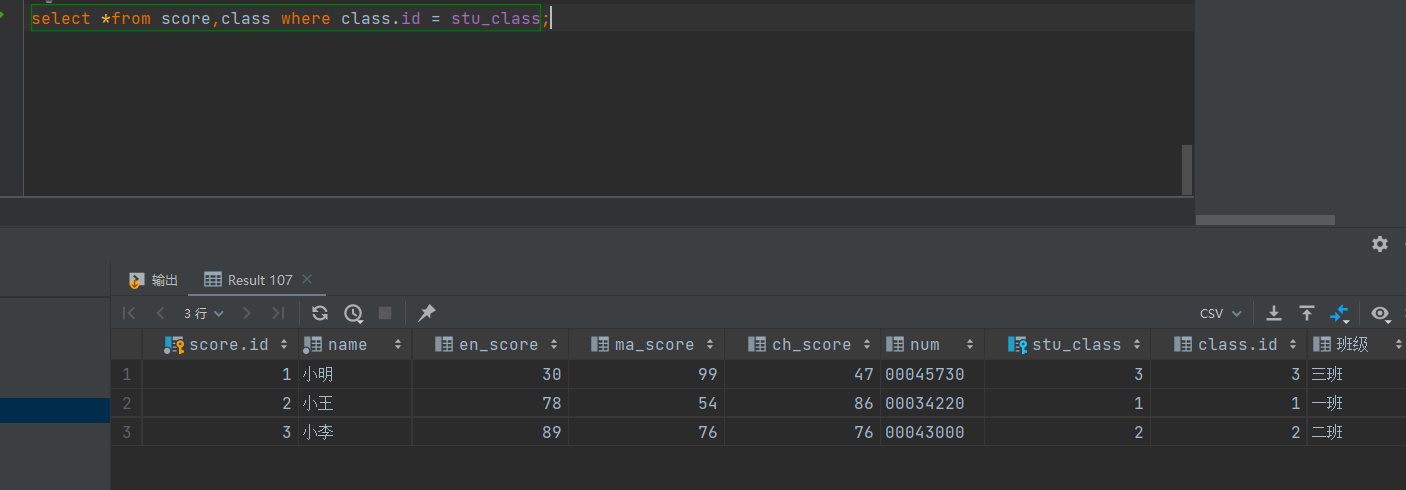 select *from score,class where class.id = stu_class;
输出 Result 107
3 行 CSV
score.id name en_score ma_score ch_score num stu_class class.id 班级
1 1 小明 30 99 47 00045730 3 3 三班
2 2 小王 78 54 86 00034220 1 1 一班
3 3 小李 89 76 76 00043000 2 2 二班